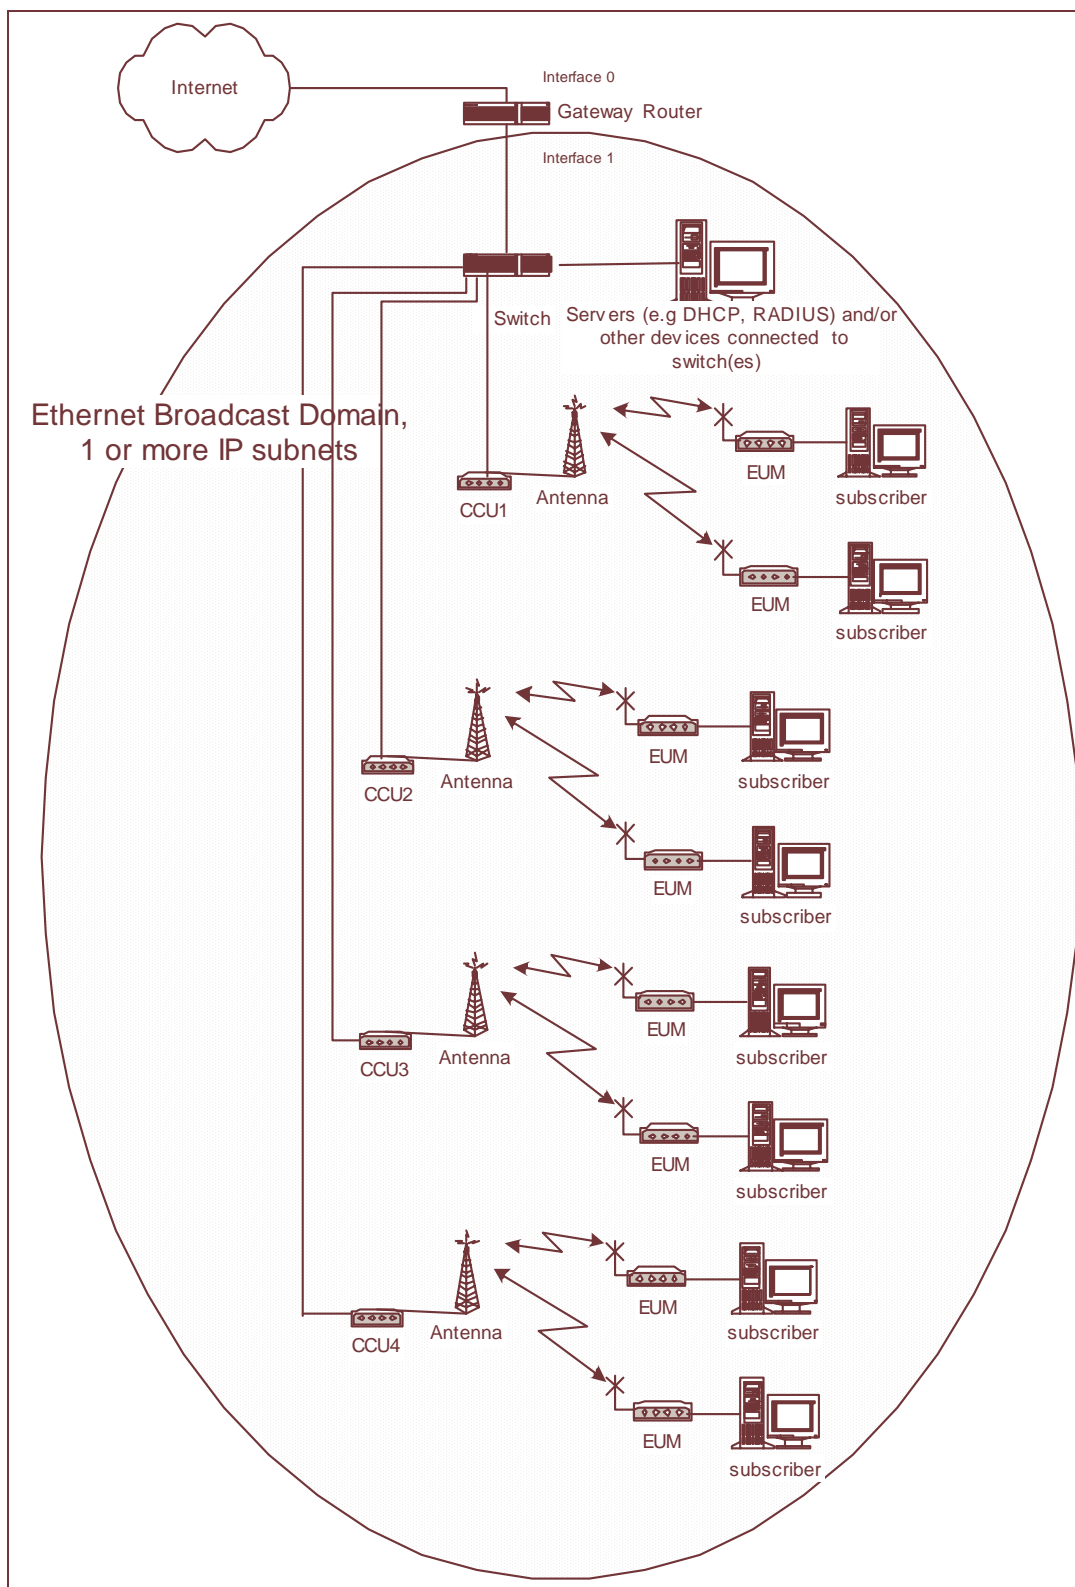 Internet
Interface 0
Gateway Router
Interface 1
Switch
Servers (e.g DHCP, RADIUS) and/or
other devices connected to
switch(es)
Ethernet Broadcast Domain,
1 or more IP subnets
CCU1
Antenna
EUM
subscriber
EUM
subscriber
CCU2
Antenna
EUM
subscriber
EUM
subscriber
CCU3
Antenna
EUM
subscriber
EUM
subscriber
CCU4
Antenna
EUM
subscriber
EUM
subscriber